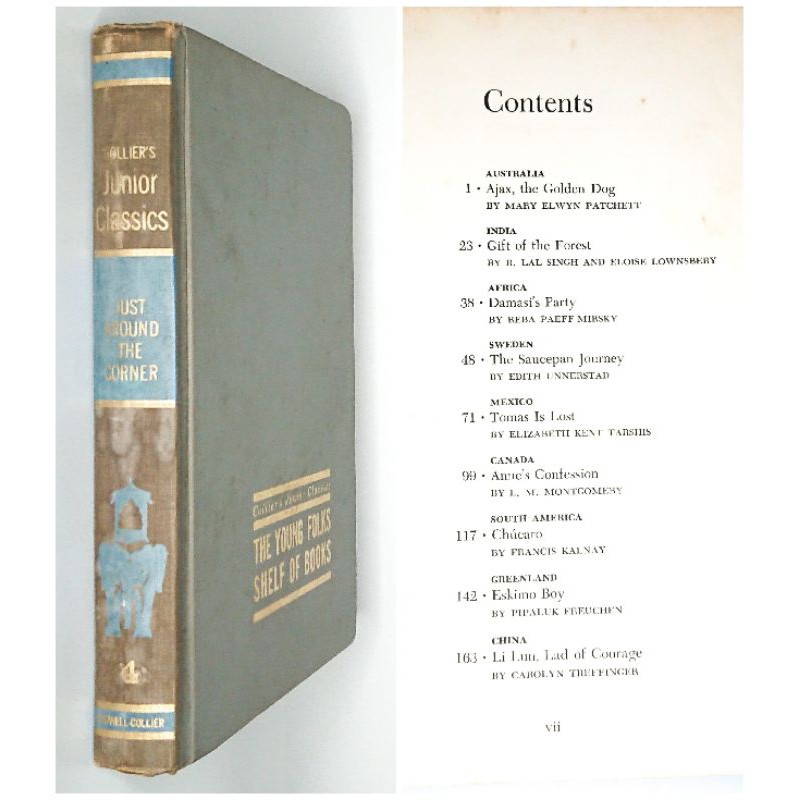 COLLIER'S
Junior
Classics
JUST
AROUND
THE
CORNER
4
CROWELL-COLLIER
Collier's Junior Classics
THE YOUNG FOLKS
SHELF OF BOOKS
Contents
AUSTRALIA
1 • Ajax, the Golden Dog
BY MARY ELWYN PATCHETT
INDIA
23 • Gift of the Forest
BY R. LAL SINGH AND ELOISE LOWNSBERY
AFRICA
38 • Damasi's Party
BY REBA PAEFF MIRSKY
SWEDEN
48 • The Saucepan Journey
BY EDITH UNNERSTAD
MEXICO
71 • Tomas Is Lost
BY ELIZABETH KENT TARSHIS
CANADA
99 • Anne's Confession
BY L. M. MONTGOMERY
SOUTH AMERICA
117 • Chúcaro
BY FRANCIS KALNAY
GREENLAND
142 • Eskimo Boy
BY PIPALUK FREUCHEN
CHINA
163 • Li Lun, Lad of Courage
BY CAROLYN TREFFINGER
vii